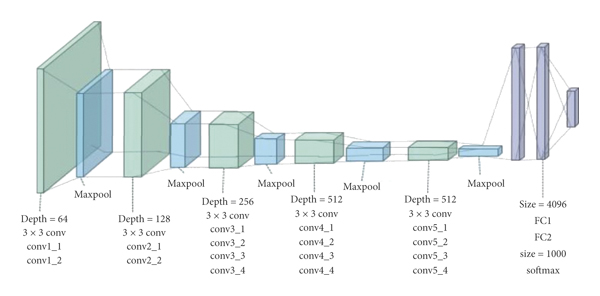 Maxpool
Depth = 64
3 × 3 conv
conv1_1
conv1_2
Maxpool
Depth = 128
3 × 3 conv
conv2_1
conv2_2
Maxpool
Depth = 256
3 × 3 conv
conv3_1
conv3_2
conv3_3
conv3_4
Maxpool
Depth = 512
3 × 3 conv
conv4_1
conv4_2
conv4_3
conv4_4
Maxpool
Depth = 512
3 × 3 conv
conv5_1
conv5_2
conv5_3
conv5_4
Size = 4096
FC1
FC2
size = 1000
softmax